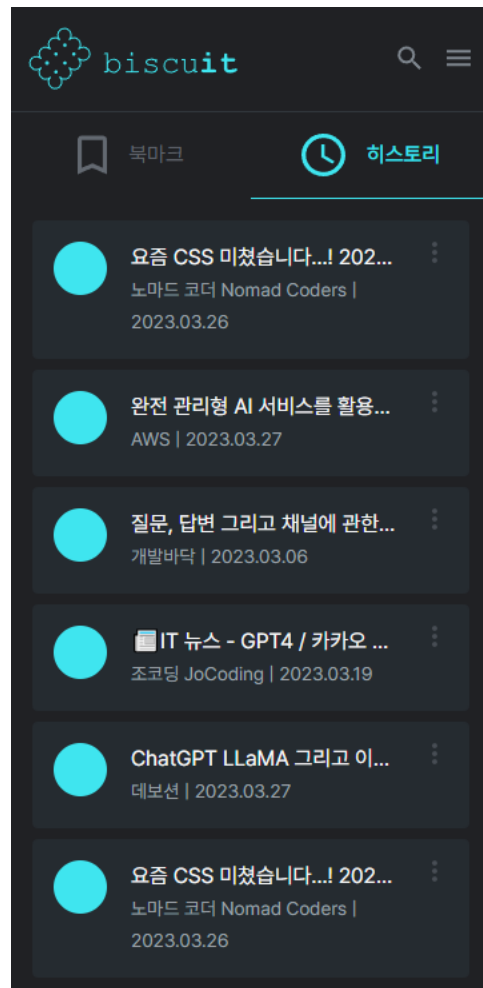 biscuit
북마크
히스토리
요즘 CSS 미쳤습니다...! 202...
노마드 코더 Nomad Coders |
2023.03.26
완전 관리형 AI 서비스를 활용...
AWS | 2023.03.27
질문, 답변 그리고 채널에 관한...
개발바닥 | 2023.03.06
📰IT 뉴스 - GPT4 / 카카오 ...
조코딩 JoCoding | 2023.03.19
ChatGPT LLaMA 그리고 이...
데보션 | 2023.03.27
요즘 CSS 미쳤습니다...! 202...
노마드 코더 Nomad Coders |
2023.03.26